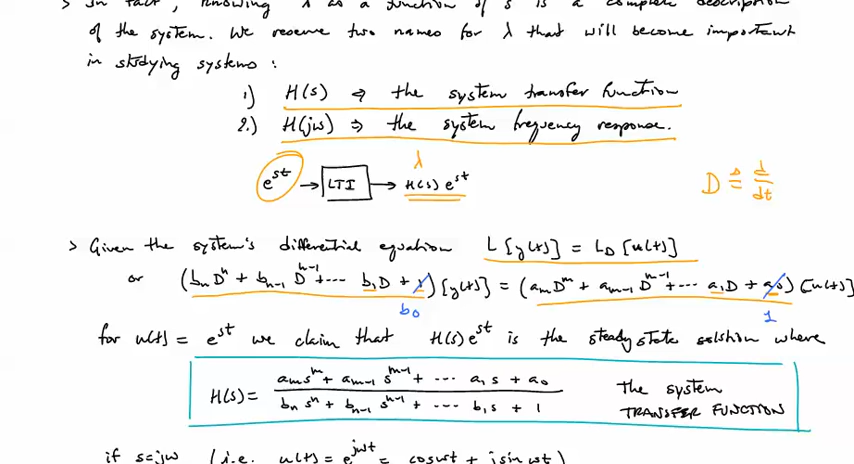 > In fact, knowing λ as a function of s is a complete description
of the system. We reserve two names for λ that will become important
in studying systems :
1.) H(s) ⇒ the system transfer function
2.) H(jω) ⇒ the system frequency response.
λ
e^{st} → LTI → H(s) e^{st}
D ≜ d/dt
> Given the system's differential equation L[y(t)] = L_D[u(t)]
or (b_n D^n + b_{n-1} D^{n-1} + ... b_1 D + 1)[y(t)] = (a_m D^m + a_{m-1} D^{m-1} + ... a_1 D + a_0)[u(t)]
b_0 1
for u(t) = e^{st} we claim that H(s)e^{st} is the steady state solution where
H(s) = (a_m s^m + a_{m-1} s^{m-1} + ... a_1 s + a_0) / (b_n s^n + b_{n-1} s^{n-1} + ... b_1 s + 1) The system
TRANSFER FUNCTION
if s=jω (i.e. u(t) = e^{jωt} = cosωt + jsinωt)